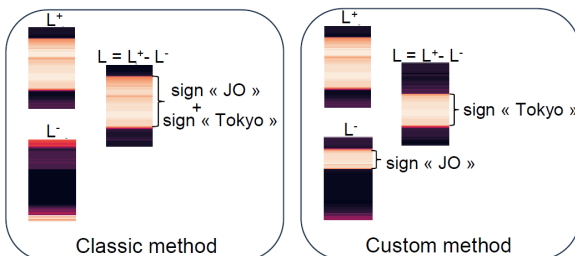 L+
L = L+- L-
sign « JO »
+
sign « Tokyo »
L-
Classic method
L+
L = L+- L-
sign « Tokyo »
L-
sign « JO »
Custom method